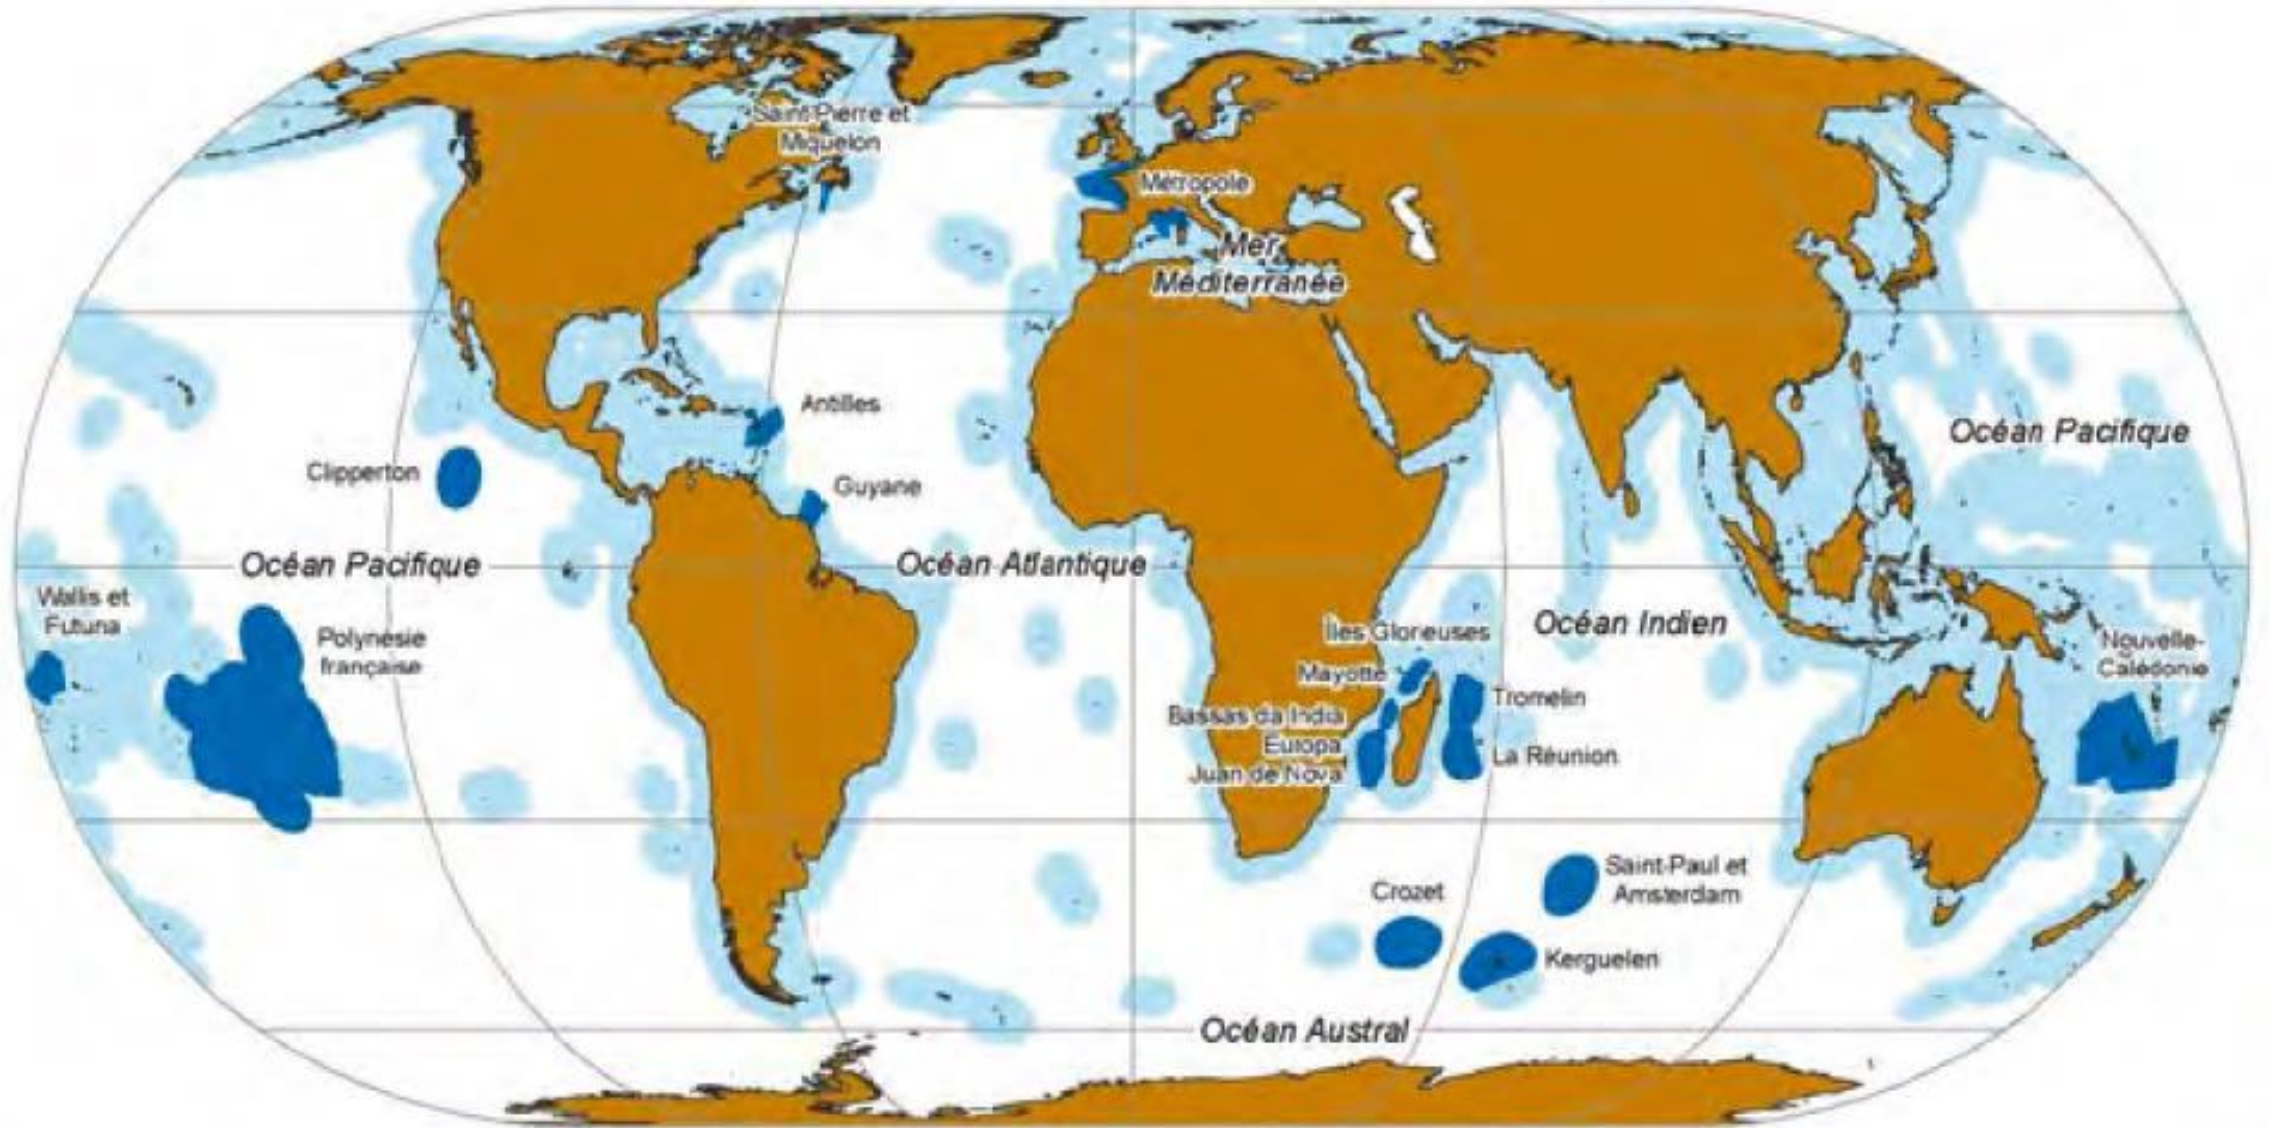 Saint Pierre et
Miquelon
Métropole
Mer
Méditerranée
Antilles
Océan Pacifique
Clipperton
Guyane
Océan Pacifique
Océan Atlantique
Wallis et
Futuna
Polynésie
française
Îles Glorieuses
Océan Indien
Nouvelle-
Calédonie
Mayotte
Tromelin
Bassas da India
Europa
Juan de Nova
La Réunion
Saint-Paul et
Amsterdam
Crozet
Kerguelen
Océan Austral